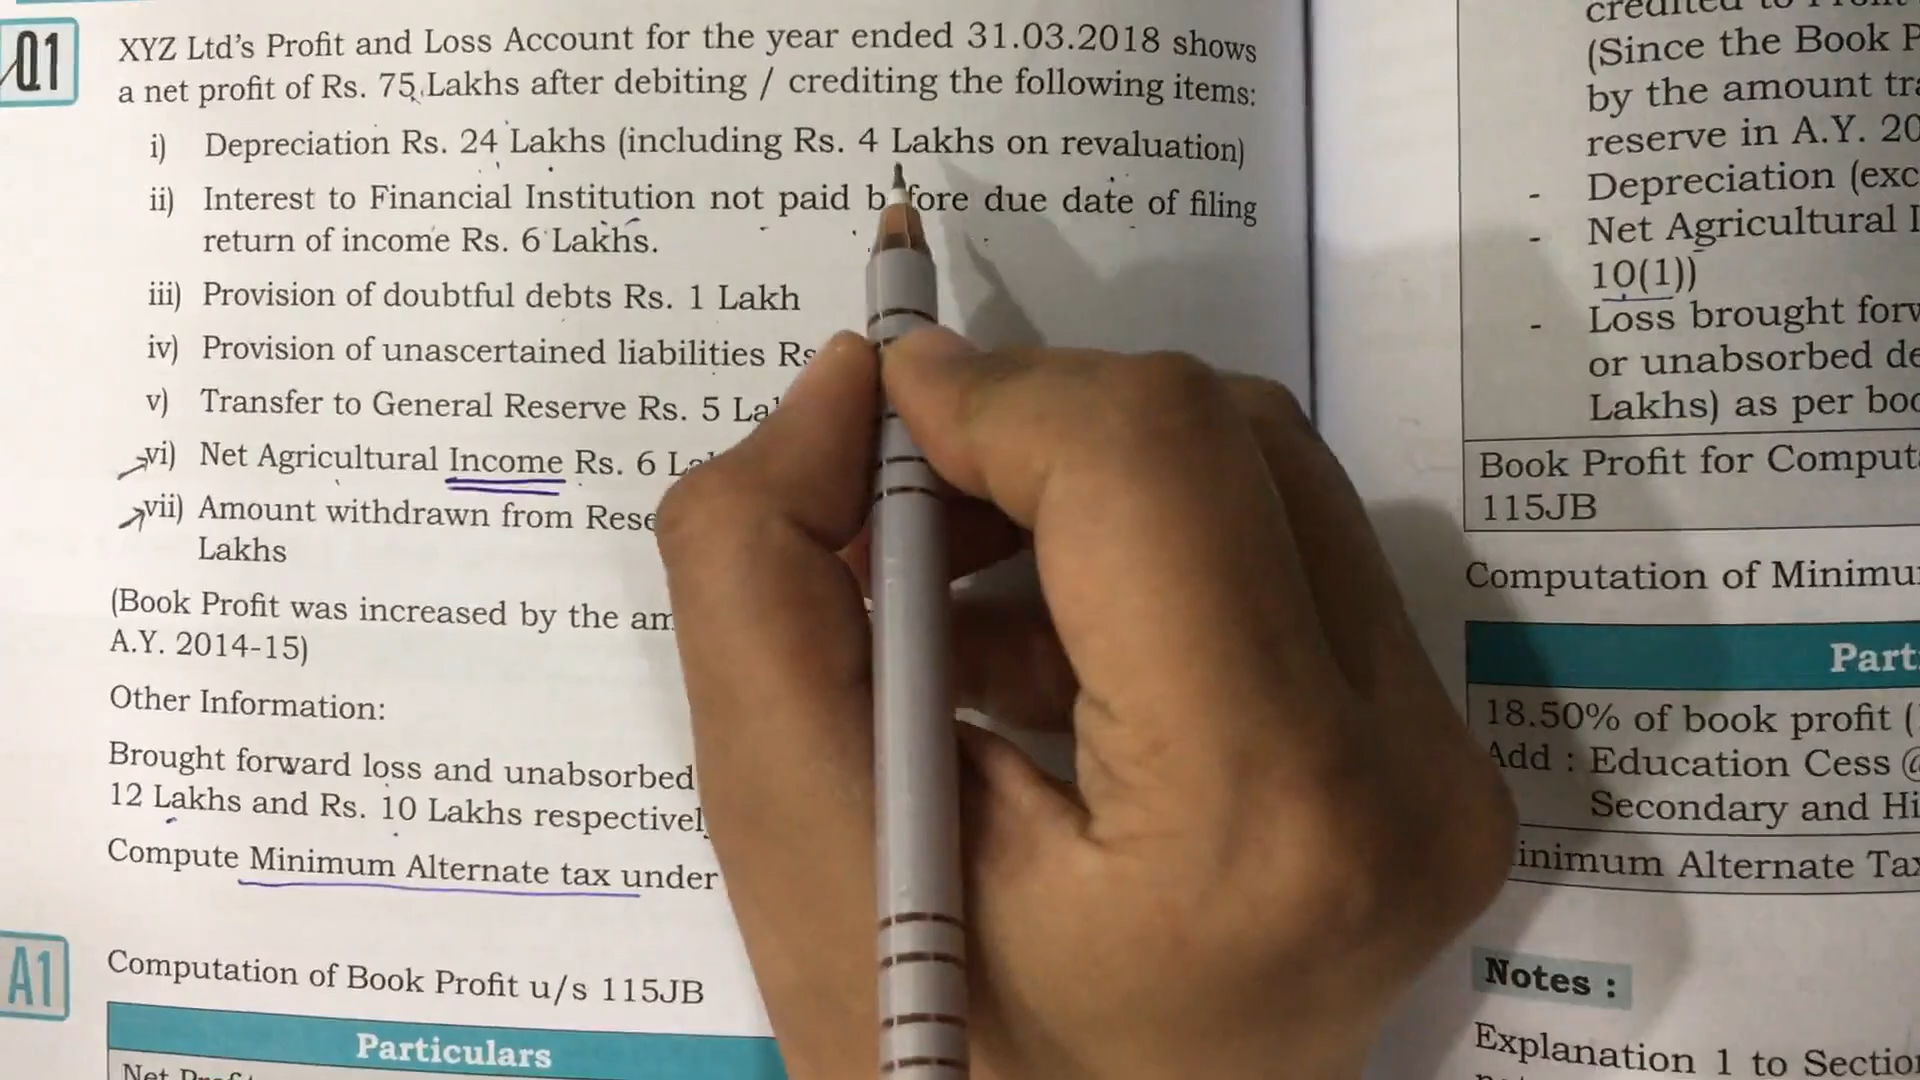 Q1
XYZ Ltd's Profit and Loss Account for the year ended 31.03.2018 shows
a net profit of Rs. 75 Lakhs after debiting / crediting the following items:
i) Depreciation Rs. 24 Lakhs (including Rs. 4 Lakhs on revaluation)
ii) Interest to Financial Institution not paid before due date of filing
return of income Rs. 6 Lakhs.
iii) Provision of doubtful debts Rs. 1 Lakh
iv) Provision of unascertained liabilities Rs
v) Transfer to General Reserve Rs. 5
vi) Net Agricultural Income Rs. 6
vii) Amount withdrawn from
Lakhs
(Book Profit was increased by the
A.Y. 2014-15)
Other Information:
Brought forward loss and unabsorbed
12 Lakhs and Rs. 10 Lakhs
Compute Minimum Alternate tax under
A1
Computation of Book Profit u/s 115JB
Particulars
Net
credited to
(Since the Book
by the amount
reserve in A.Y.
- Depreciation
- Net Agricultural
10(1))
- Loss brought
or unabsorbed
Lakhs) as per
Book Profit for
115JB
Computation of
18.50% of book profit (
Add : Education Cess @
Secondary and
Minimum Alternate
Notes :
Explanation 1 to